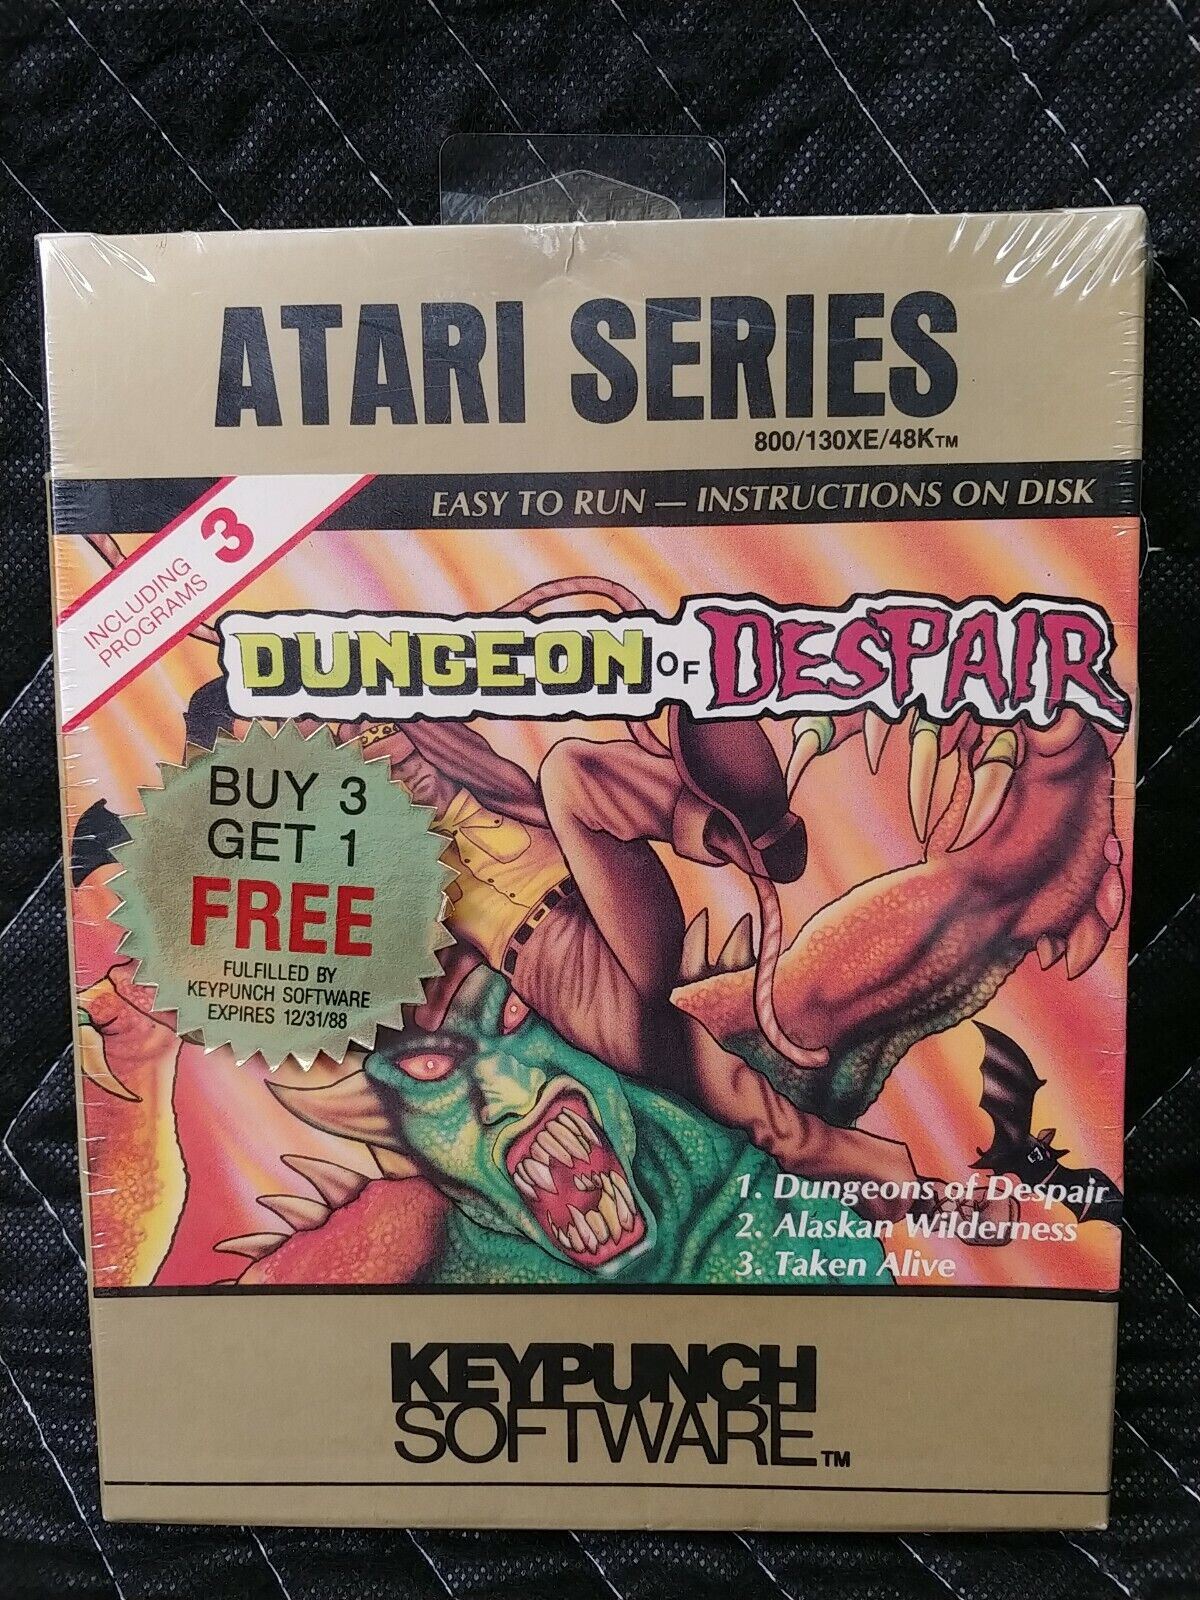 ATARI SERIES
800/130XE/48K™
EASY TO RUN — INSTRUCTIONS ON DISK
INCLUDING 3
PROGRAMS
DUNGEON OF DESPAIR
BUY 3
GET 1
FREE
FULFILLED BY
KEYPUNCH SOFTWARE
EXPIRES 12/31/88
1. Dungeons of Despair
2. Alaskan Wilderness
3. Taken Alive
KEYPUNCH
SOFTWARE™